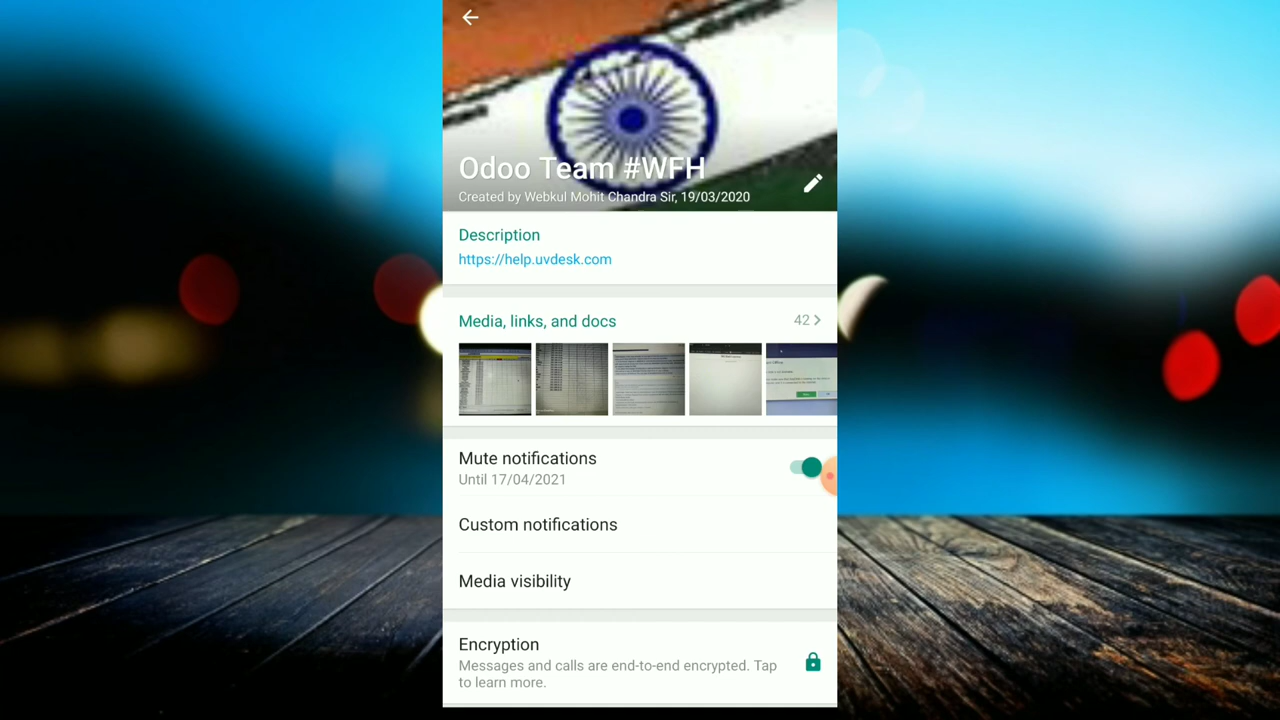 Odoo Team #WFH
Created by Webkul Mohit Chandra Sir, 19/03/2020
Description
https://help.uvdesk.com
Media, links, and docs
42
Mute notifications
Until 17/04/2021
Custom notifications
Media visibility
Encryption
Messages and calls are end-to-end encrypted. Tap
to learn more.